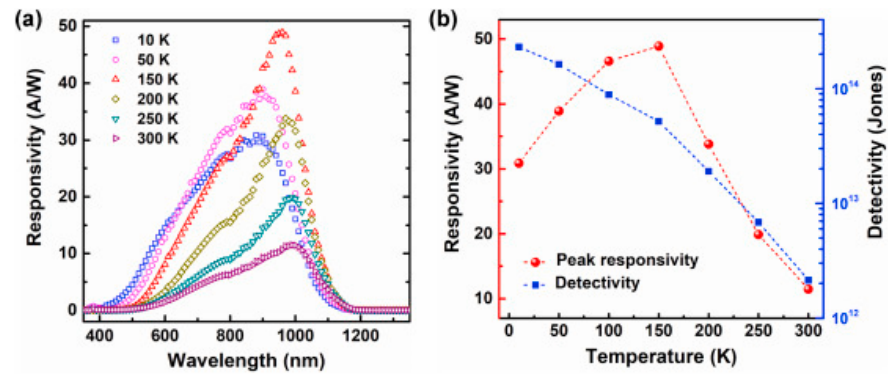 (a)
Responsivity (A/W)
50
40
30
20
10
0
10 K
50 K
150 K
200 K
250 K
300 K
400 600 800 1000 1200
Wavelength (nm)
(b)
Responsivity (A/W)
50
40
30
20
10
Peak responsivity
Detectivity
0 50 100 150 200 250 300
Temperature (K)
10^14
10^13
10^12
Detectivity (Jones)